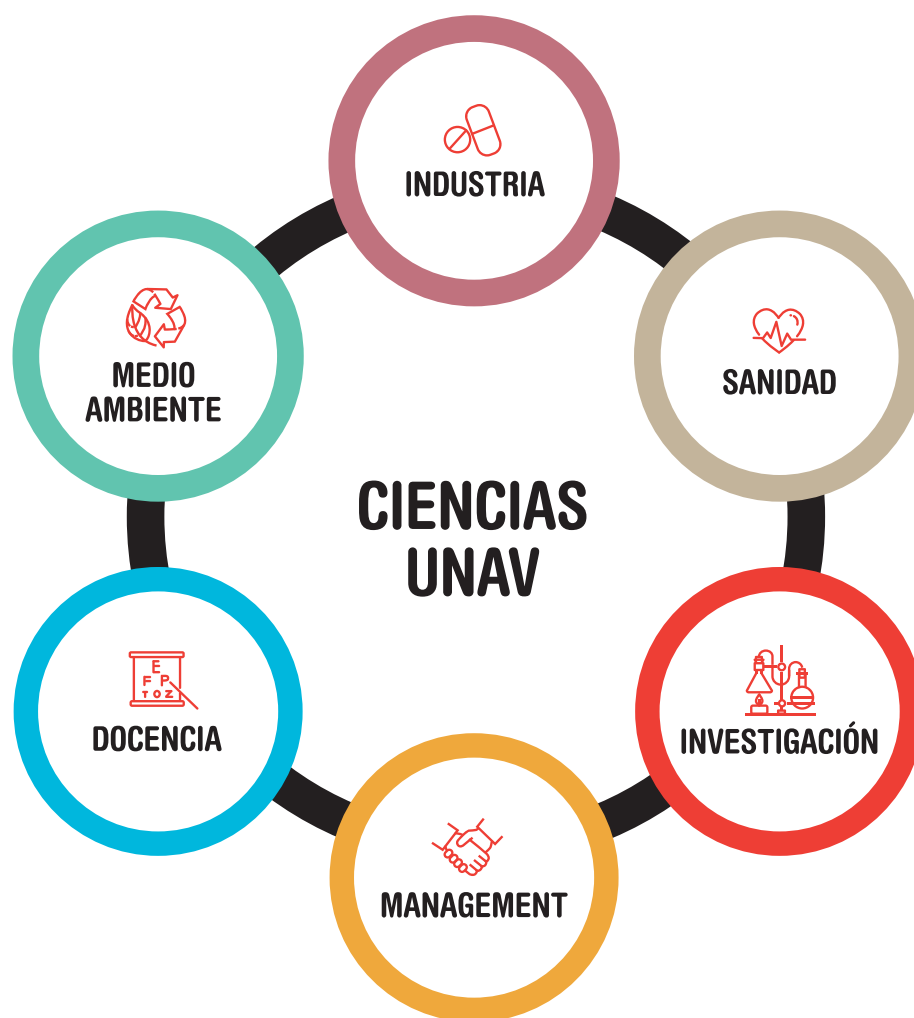 INDUSTRIA
SANIDAD
MEDIO
AMBIENTE
CIENCIAS
UNAV
E
F P
T O Z
DOCENCIA
INVESTIGACIÓN
MANAGEMENT